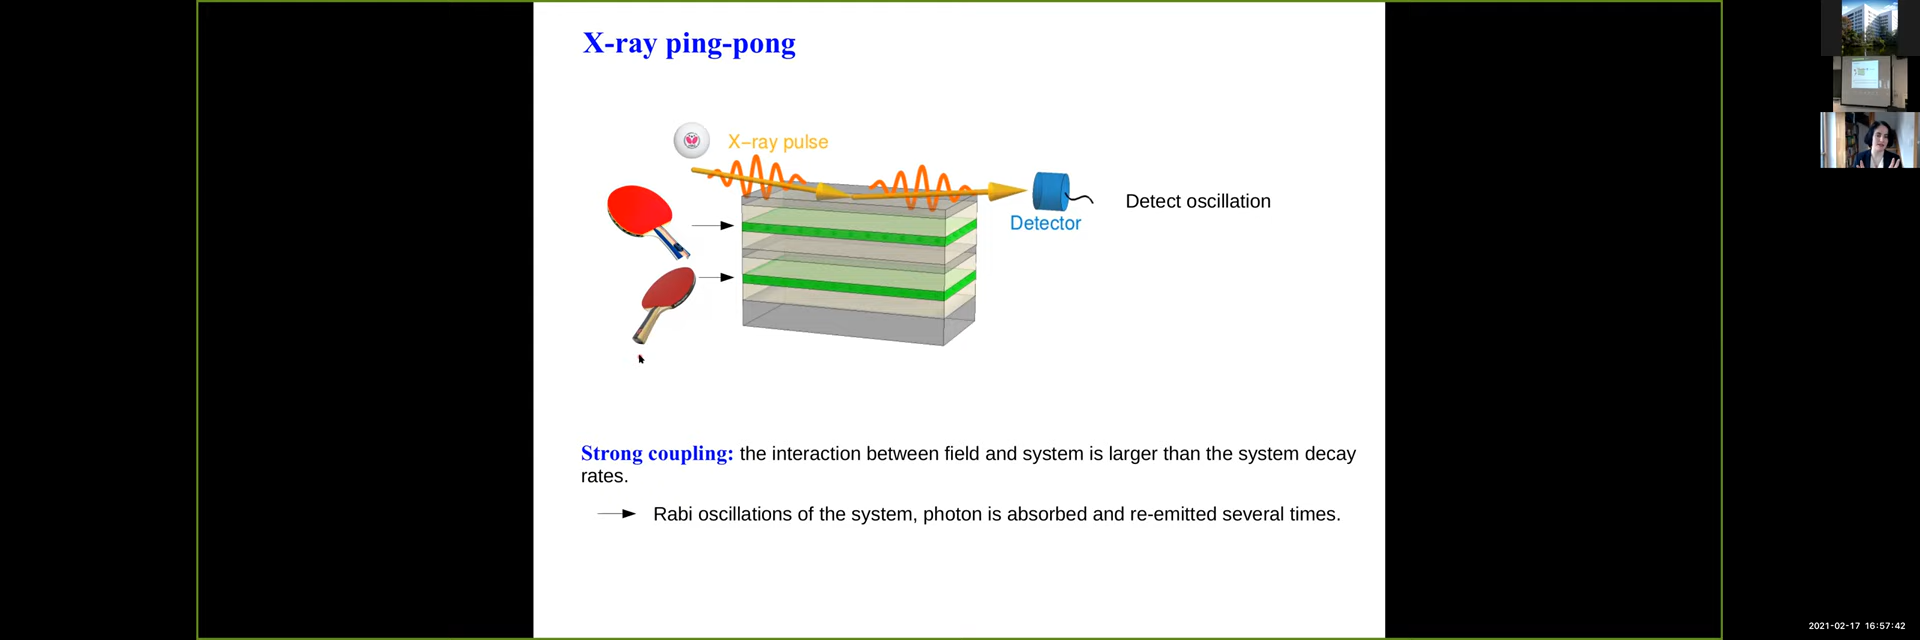 X-ray ping-pong
X-ray pulse
Detector
Detect oscillation
Strong coupling: the interaction between field and system is larger than the system decay
rates.
Rabi oscillations of the system, photon is absorbed and re-emitted several times.
2021-02-17 16:57:42